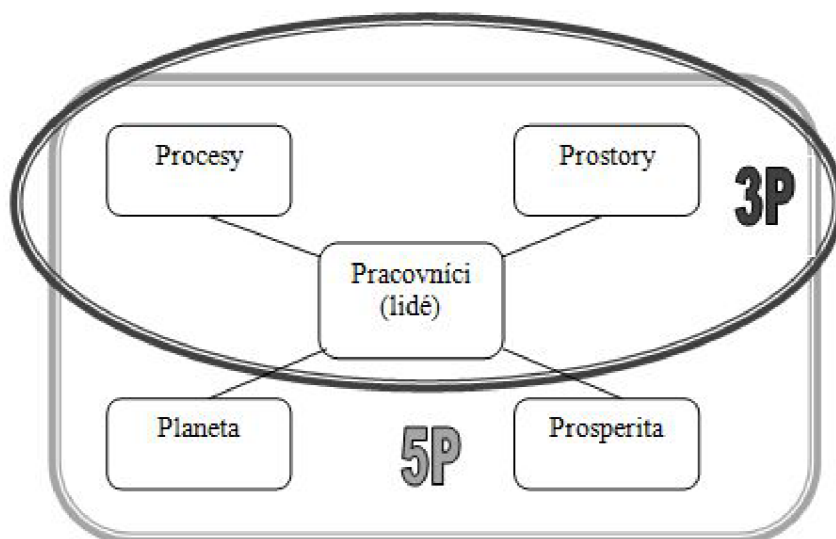 Procesy
Prostory
3P
Pracovníci
(lidé)
Planeta
5P
Prosperita